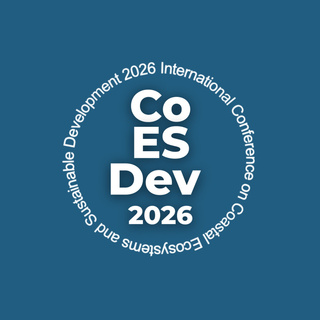 2026 International Conference on Coastal Ecosystems and Sustainable Development
Co
ES
Dev
2026